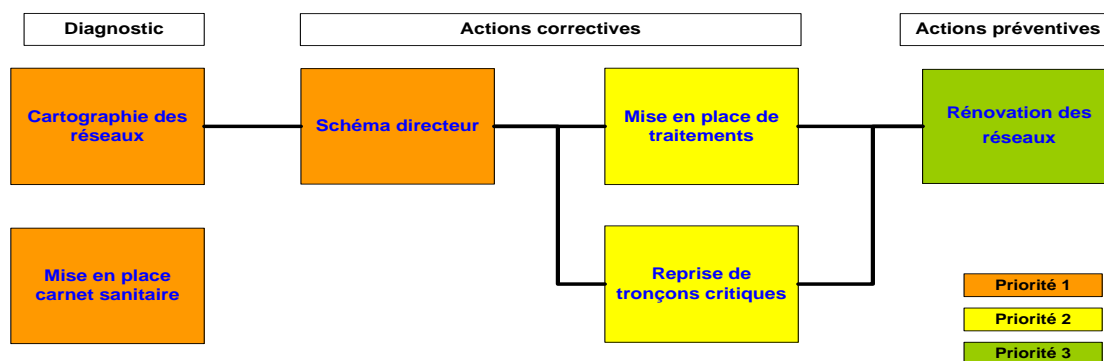 Diagnostic
Actions correctives
Actions préventives
Cartographie des
réseaux
Schéma directeur
Mise en place de
traitements
Rénovation des
réseaux
Mise en place
carnet sanitaire
Reprise de
tronçons critiques
Priorité 1
Priorité 2
Priorité 3